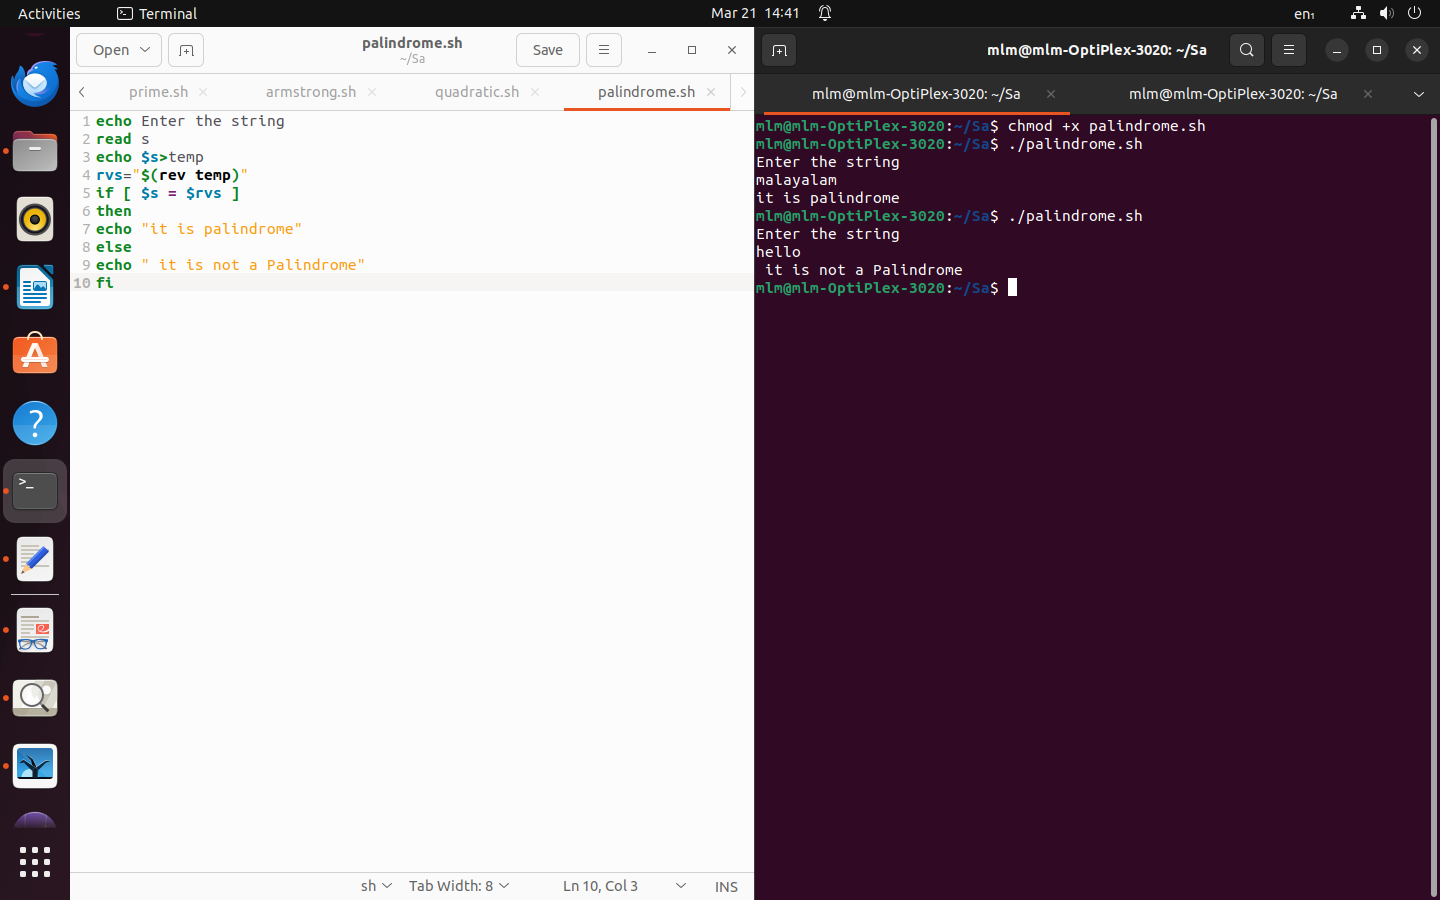 Activities
Terminal
Mar 21 14:41
en₁
Open
palindrome.sh
~/Sa
Save
prime.sh
armstrong.sh
quadratic.sh
palindrome.sh
1 echo Enter the string
2 read s
3 echo $s>temp
4 rvs="$(rev temp)"
5 if [ $s = $rvs ]
6 then
7 echo "it is palindrome"
8 else
9 echo " it is not a Palindrome"
10 fi
sh
Tab Width: 8
Ln 10, Col 3
INS
mlm@mlm-OptiPlex-3020: ~/Sa
mlm@mlm-OptiPlex-3020: ~/Sa
mlm@mlm-OptiPlex-3020: ~/Sa
mlm@mlm-OptiPlex-3020:~/Sa$ chmod +x palindrome.sh
mlm@mlm-OptiPlex-3020:~/Sa$ ./palindrome.sh
Enter the string
malayalam
it is palindrome
mlm@mlm-OptiPlex-3020:~/Sa$ ./palindrome.sh
Enter the string
hello
 it is not a Palindrome
mlm@mlm-OptiPlex-3020:~/Sa$